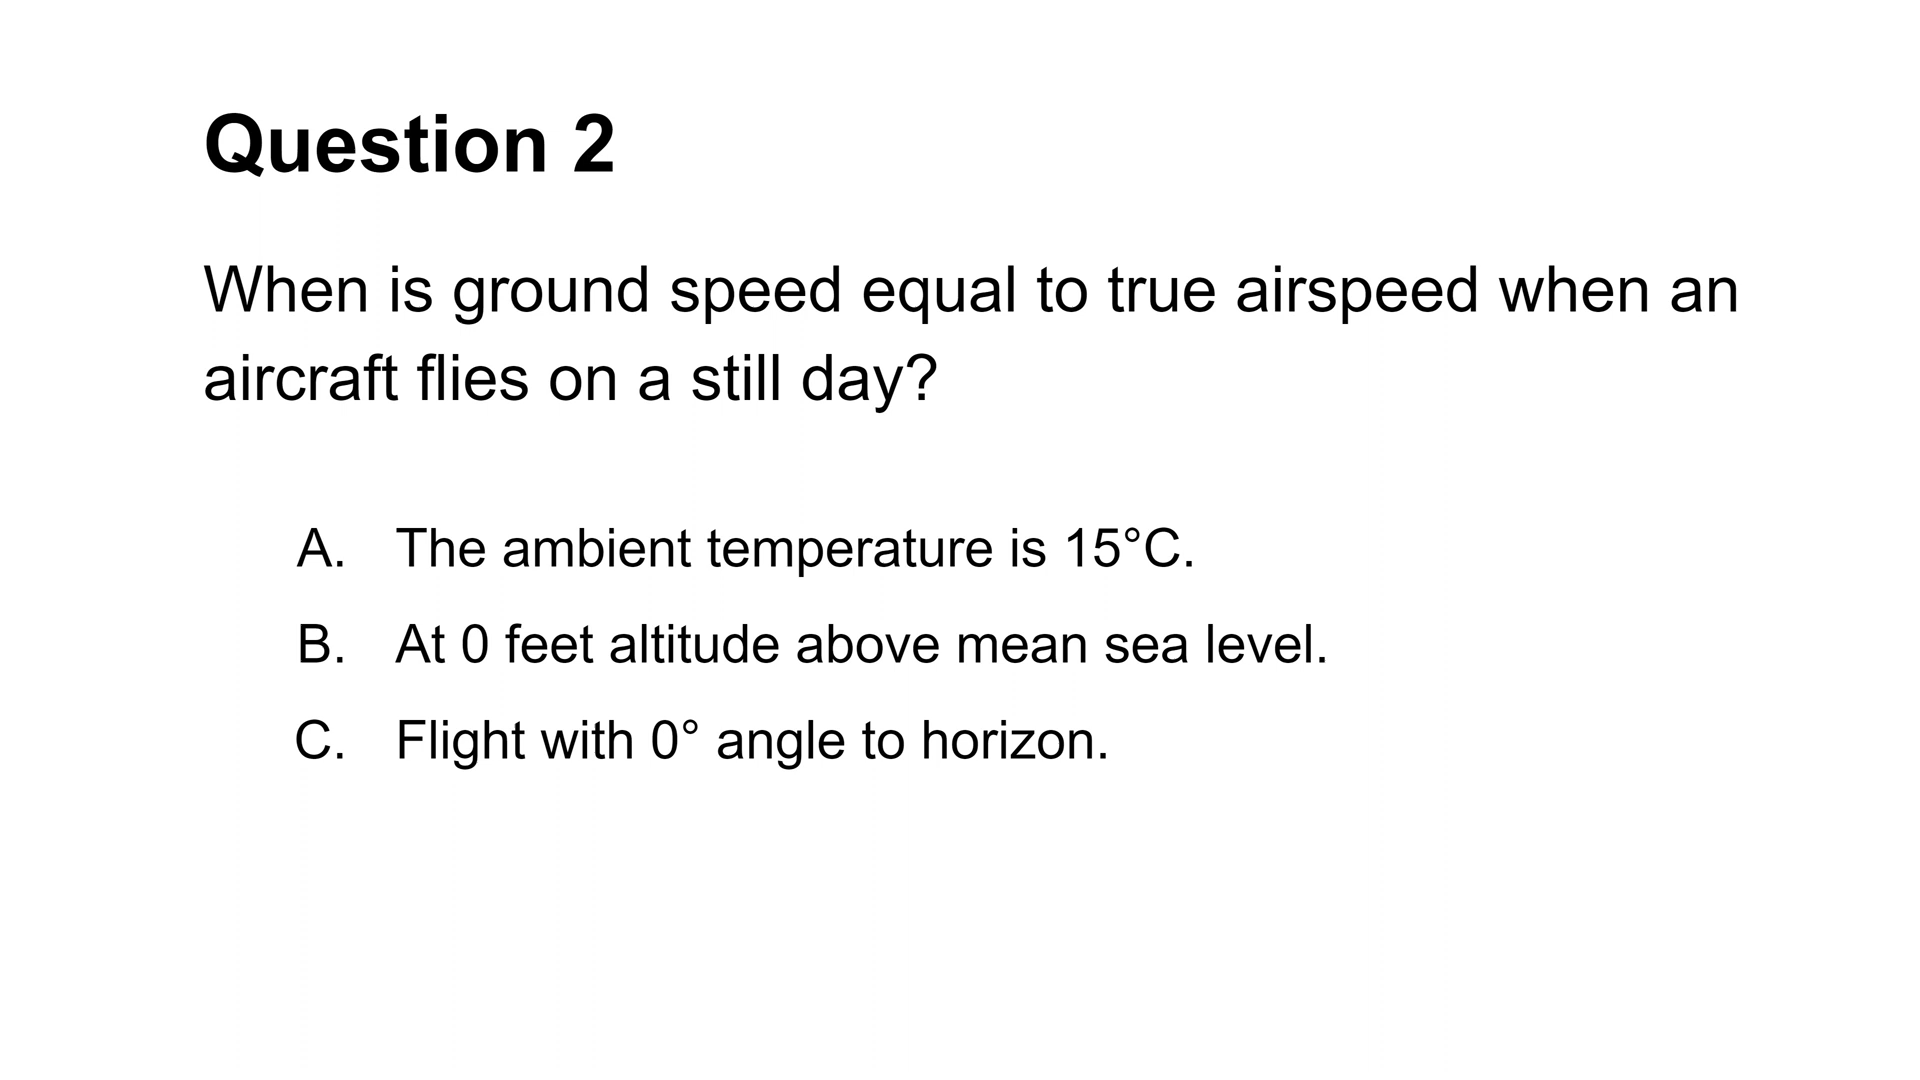 Question 2
When is ground speed equal to true airspeed when an
aircraft flies on a still day?
A. The ambient temperature is 15°C.
B. At 0 feet altitude above mean sea level.
C. Flight with 0° angle to horizon.